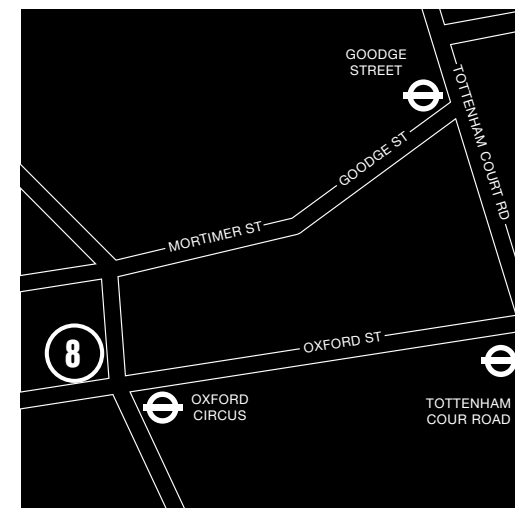 GOODGE
STREET
TOTTENHAM COURT RD
GOODGE ST
MORTIMER ST
8
OXFORD ST
OXFORD
CIRCUS
TOTTENHAM
COUR ROAD